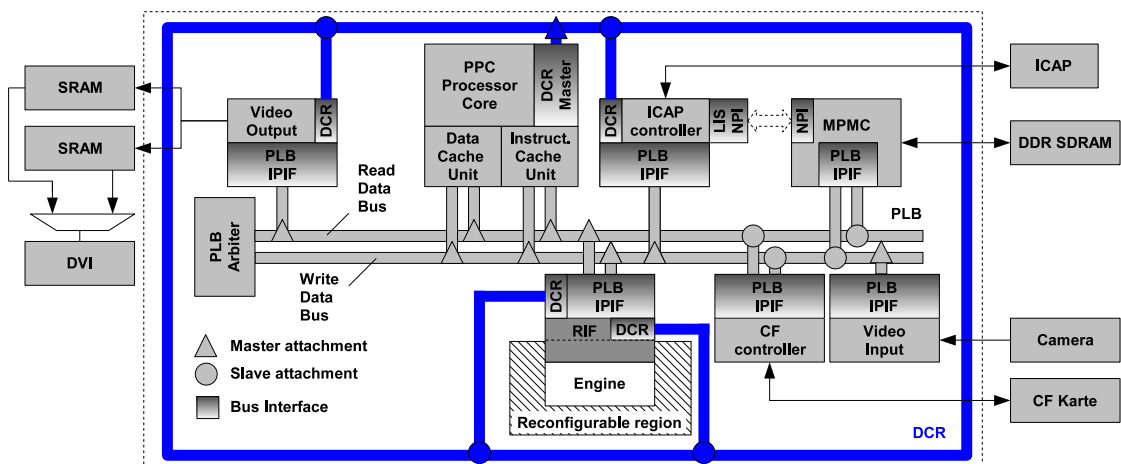 SRAM
SRAM
DVI
Video
Output
DCR
PLB
IPIF
PPC
Processor
Core
DCR
Master
Data
Cache
Unit
Instruct.
Cache
Unit
DCR
ICAP
controller
LIS
NPI
PLB
IPIF
NPI
MPMC
PLB
IPIF
ICAP
DDR SDRAM
Read
Data
Bus
PLB
PLB
Arbiter
Write
Data
Bus
DCR
PLB
IPIF
RIF
DCR
Engine
Reconfigurable region
PLB
IPIF
CF
controller
PLB
IPIF
Video
Input
Camera
CF Karte
Master attachment
Slave attachment
Bus Interface
DCR